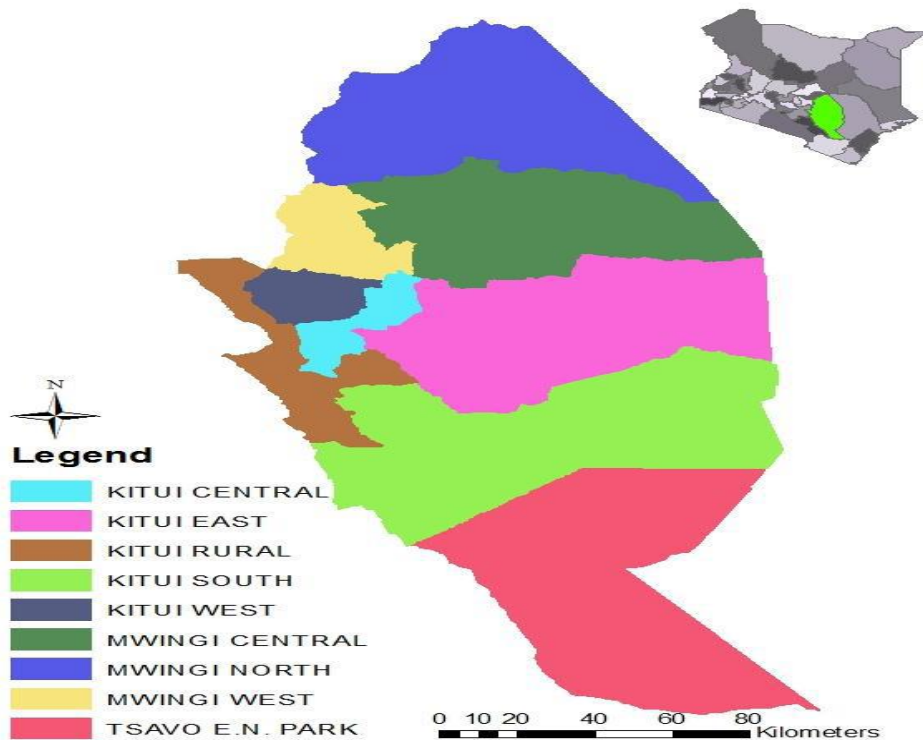 N
Legend
KITUI CENTRAL
KITUI EAST
KITUI RURAL
KITUI SOUTH
KITUI WEST
MWINGI CENTRAL
MWINGI NORTH
MWINGI WEST
TSAVO E.N. PARK
0 10 20 40 60 80
Kilometers